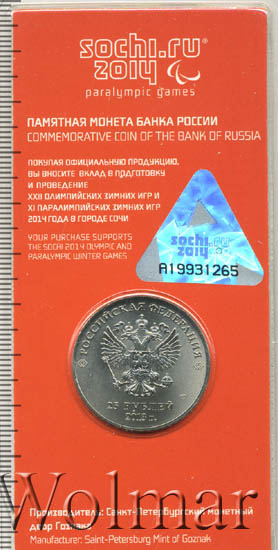 sochi.ru
2014
paralympic games
ПАМЯТНАЯ МОНЕТА БАНКА РОССИИ
COMMEMORATIVE COIN OF THE BANK OF RUSSIA
ПОКУПАЯ ОФИЦИАЛЬНУЮ ПРОДУКЦИЮ,
ВЫ ВНОСИТЕ ВКЛАД В ПОДГОТОВКУ
И ПРОВЕДЕНИЕ
XXII ОЛИМПИЙСКИХ ЗИМНИХ ИГР И
XI ПАРАЛИМПИЙСКИХ ЗИМНИХ ИГР
2014 ГОДА В ГОРОДЕ СОЧИ
YOUR PURCHASE SUPPORTS
THE SOCHI 2014 OLYMPIC AND
PARALYMPIC WINTER GAMES
sochi.ru
2014
A19931265
РОССИЙСКАЯ ФЕДЕРАЦИЯ
25 РУБЛЕЙ
Wolmar
Производитель: Санкт-Петербургский монетный
двор Гознака
Manufacturer: Saint-Petersburg Mint of Goznak